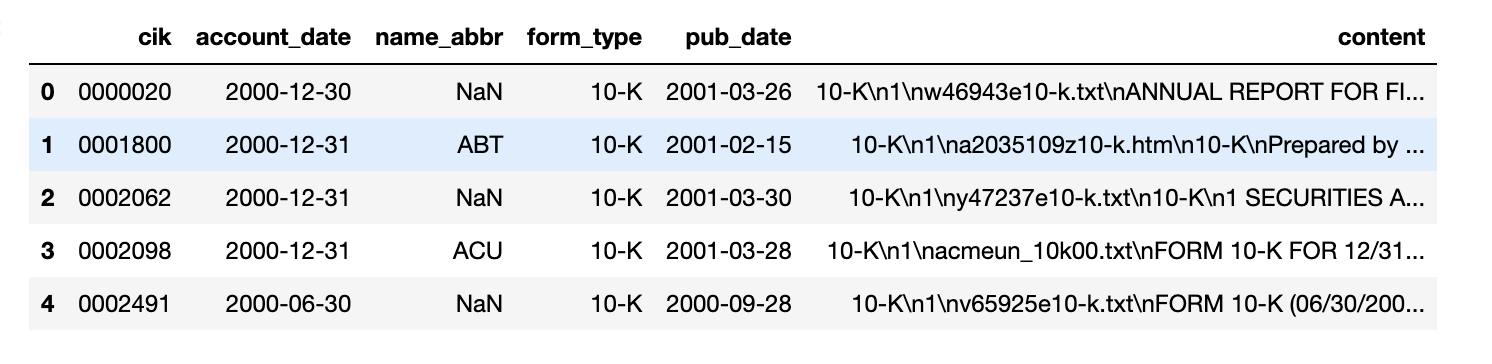 cik account_date name_abbr form_type pub_date content
0 0000020 2000-12-30 NaN 10-K 2001-03-26 10-K\n1\nw46943e10-k.txt\nANNUAL REPORT FOR FI...
1 0001800 2000-12-31 ABT 10-K 2001-02-15 10-K\n1\na2035109z10-k.htm\n10-K\nPrepared by ...
2 0002062 2000-12-31 NaN 10-K 2001-03-30 10-K\n1\ny47237e10-k.txt\n10-K\n1 SECURITIES A...
3 0002098 2000-12-31 ACU 10-K 2001-03-28 10-K\n1\nacmeun_10k00.txt\nFORM 10-K FOR 12/31...
4 0002491 2000-06-30 NaN 10-K 2000-09-28 10-K\n1\nv65925e10-k.txt\nFORM 10-K (06/30/200...